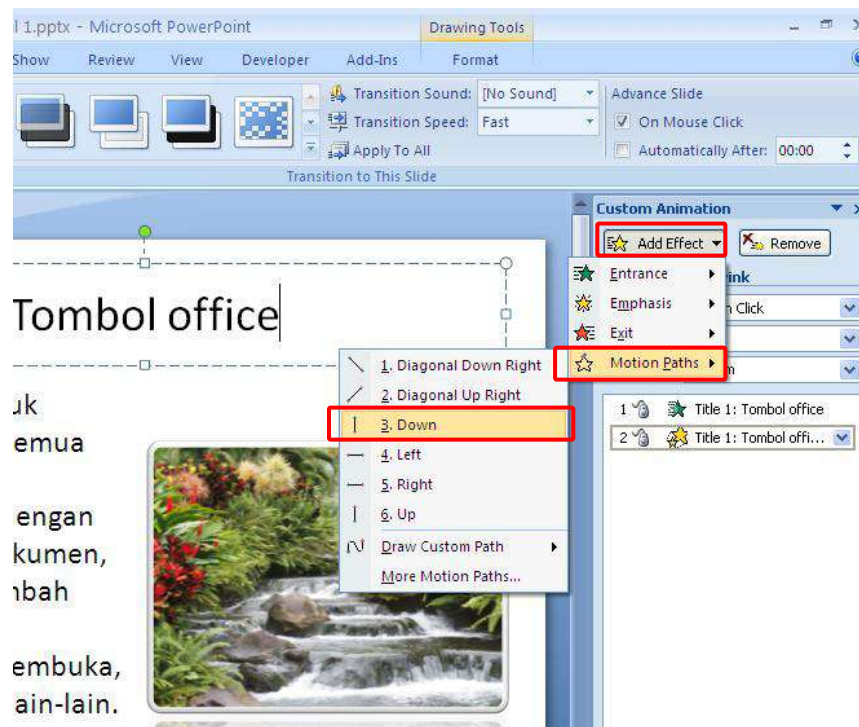 l 1.pptx - Microsoft PowerPoint Drawing Tools
Show Review View Developer Add-Ins Format
Transition Sound: [No Sound] Advance Slide
Transition Speed: Fast On Mouse Click
Apply To All Automatically After: 00:00
Transition to This Slide
Custom Animation
Add Effect Remove
Entrance ink
Emphasis n Click
Exit
Motion Paths m
Tombol office
1. Diagonal Down Right
2. Diagonal Up Right
3. Down
4. Left
5. Right
6. Up
Draw Custom Path
More Motion Paths...
1 Title 1: Tombol office
2 Title 1: Tombol offi...
uk
emua
engan
kumen,
nbah
embuka,
ain-lain.